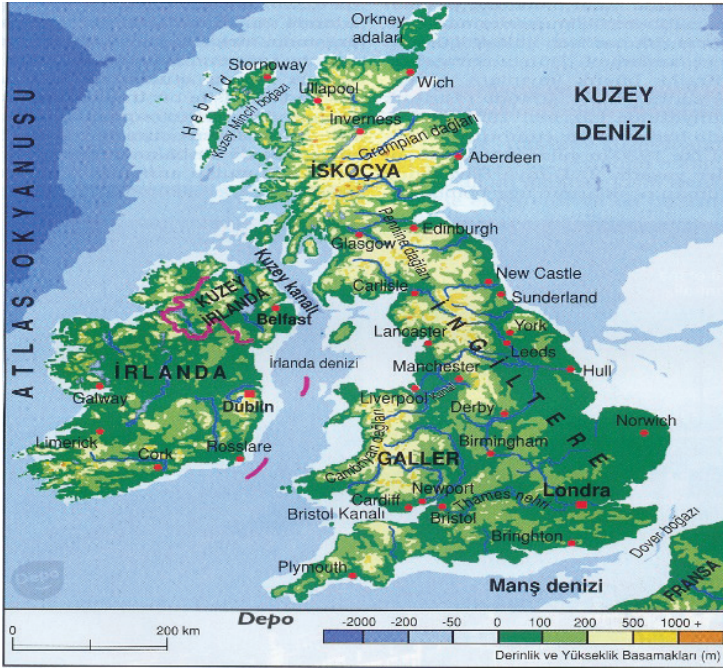 Orkney
adaları
Stornoway
Wich
Ullapool
Hebrid
Kuzey Minch boğazı
KUZEY
DENİZİ
Inverness
Grampian dağları
Aberdeen
İSKOÇYA
ATLAS OKYANUSU
Edinburgh
Glasgow
Pennine dağları
Kuzey kanalı
New Castle
KUZEY
İRLANDA
Carlisle
Sunderland
Belfast
İNGİLTERE
York
Lancaster
Leeds
İrlanda denizi
İRLANDA
Manchester
Hull
Galway
Liverpool
Dublin
Derby
Norwich
Limerick
Rosslare
Birmingham
Cork
GALLER
Newport
Cardiff
Thames nehri
Londra
Bristol Kanalı
Bristol
Dover boğazı
Bringhton
Plymouth
Manş denizi
FRANSA
Depo
Depo
0 200 km
-2000 -200 -50 0 100 200 500 1000 +
Derinlik ve Yükseklik Basamakları (m)